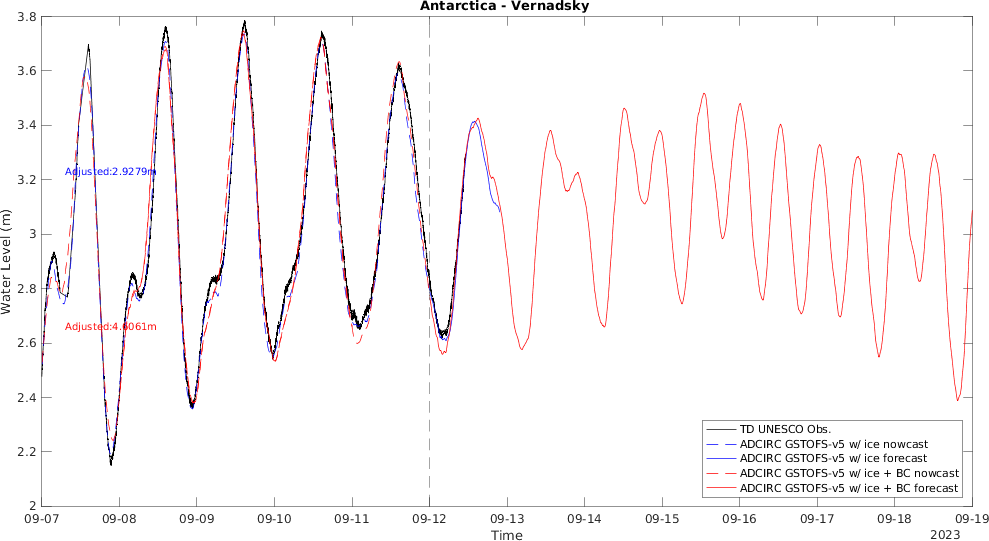 Antarctica - Vernadsky
Water Level (m)
3.8
3.6
3.4
3.2
3
2.8
2.6
2.4
2.2
2
Adjusted:2.9279m
Adjusted:4.6061m
TD UNESCO Obs.
ADCIRC GSTOFS-v5 w/ ice nowcast
ADCIRC GSTOFS-v5 w/ ice forecast
ADCIRC GSTOFS-v5 w/ ice + BC nowcast
ADCIRC GSTOFS-v5 w/ ice + BC forecast
09-07 09-08 09-09 09-10 09-11 09-12 09-13 09-14 09-15 09-16 09-17 09-18 09-19
Time
2023